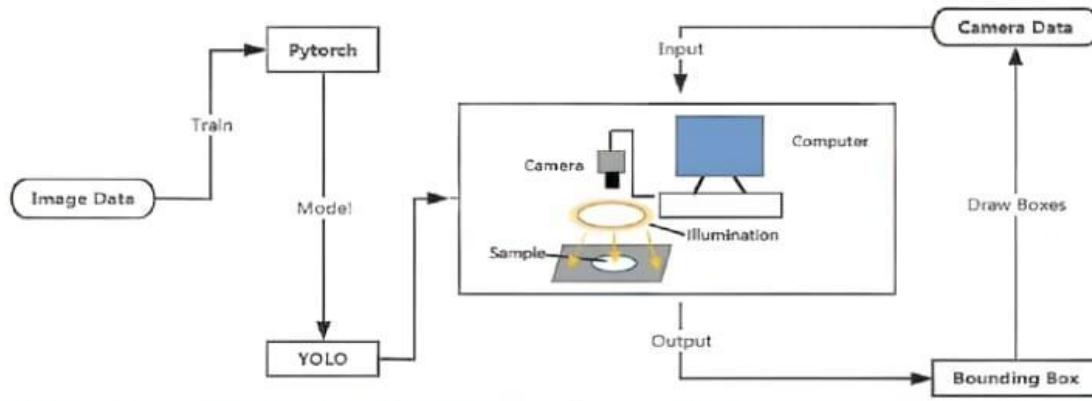 Pytorch
Camera Data
Input
Train
Computer
Camera
Image Data
Model
Draw Boxes
Illumination
Sample
Output
YOLO
Bounding Box